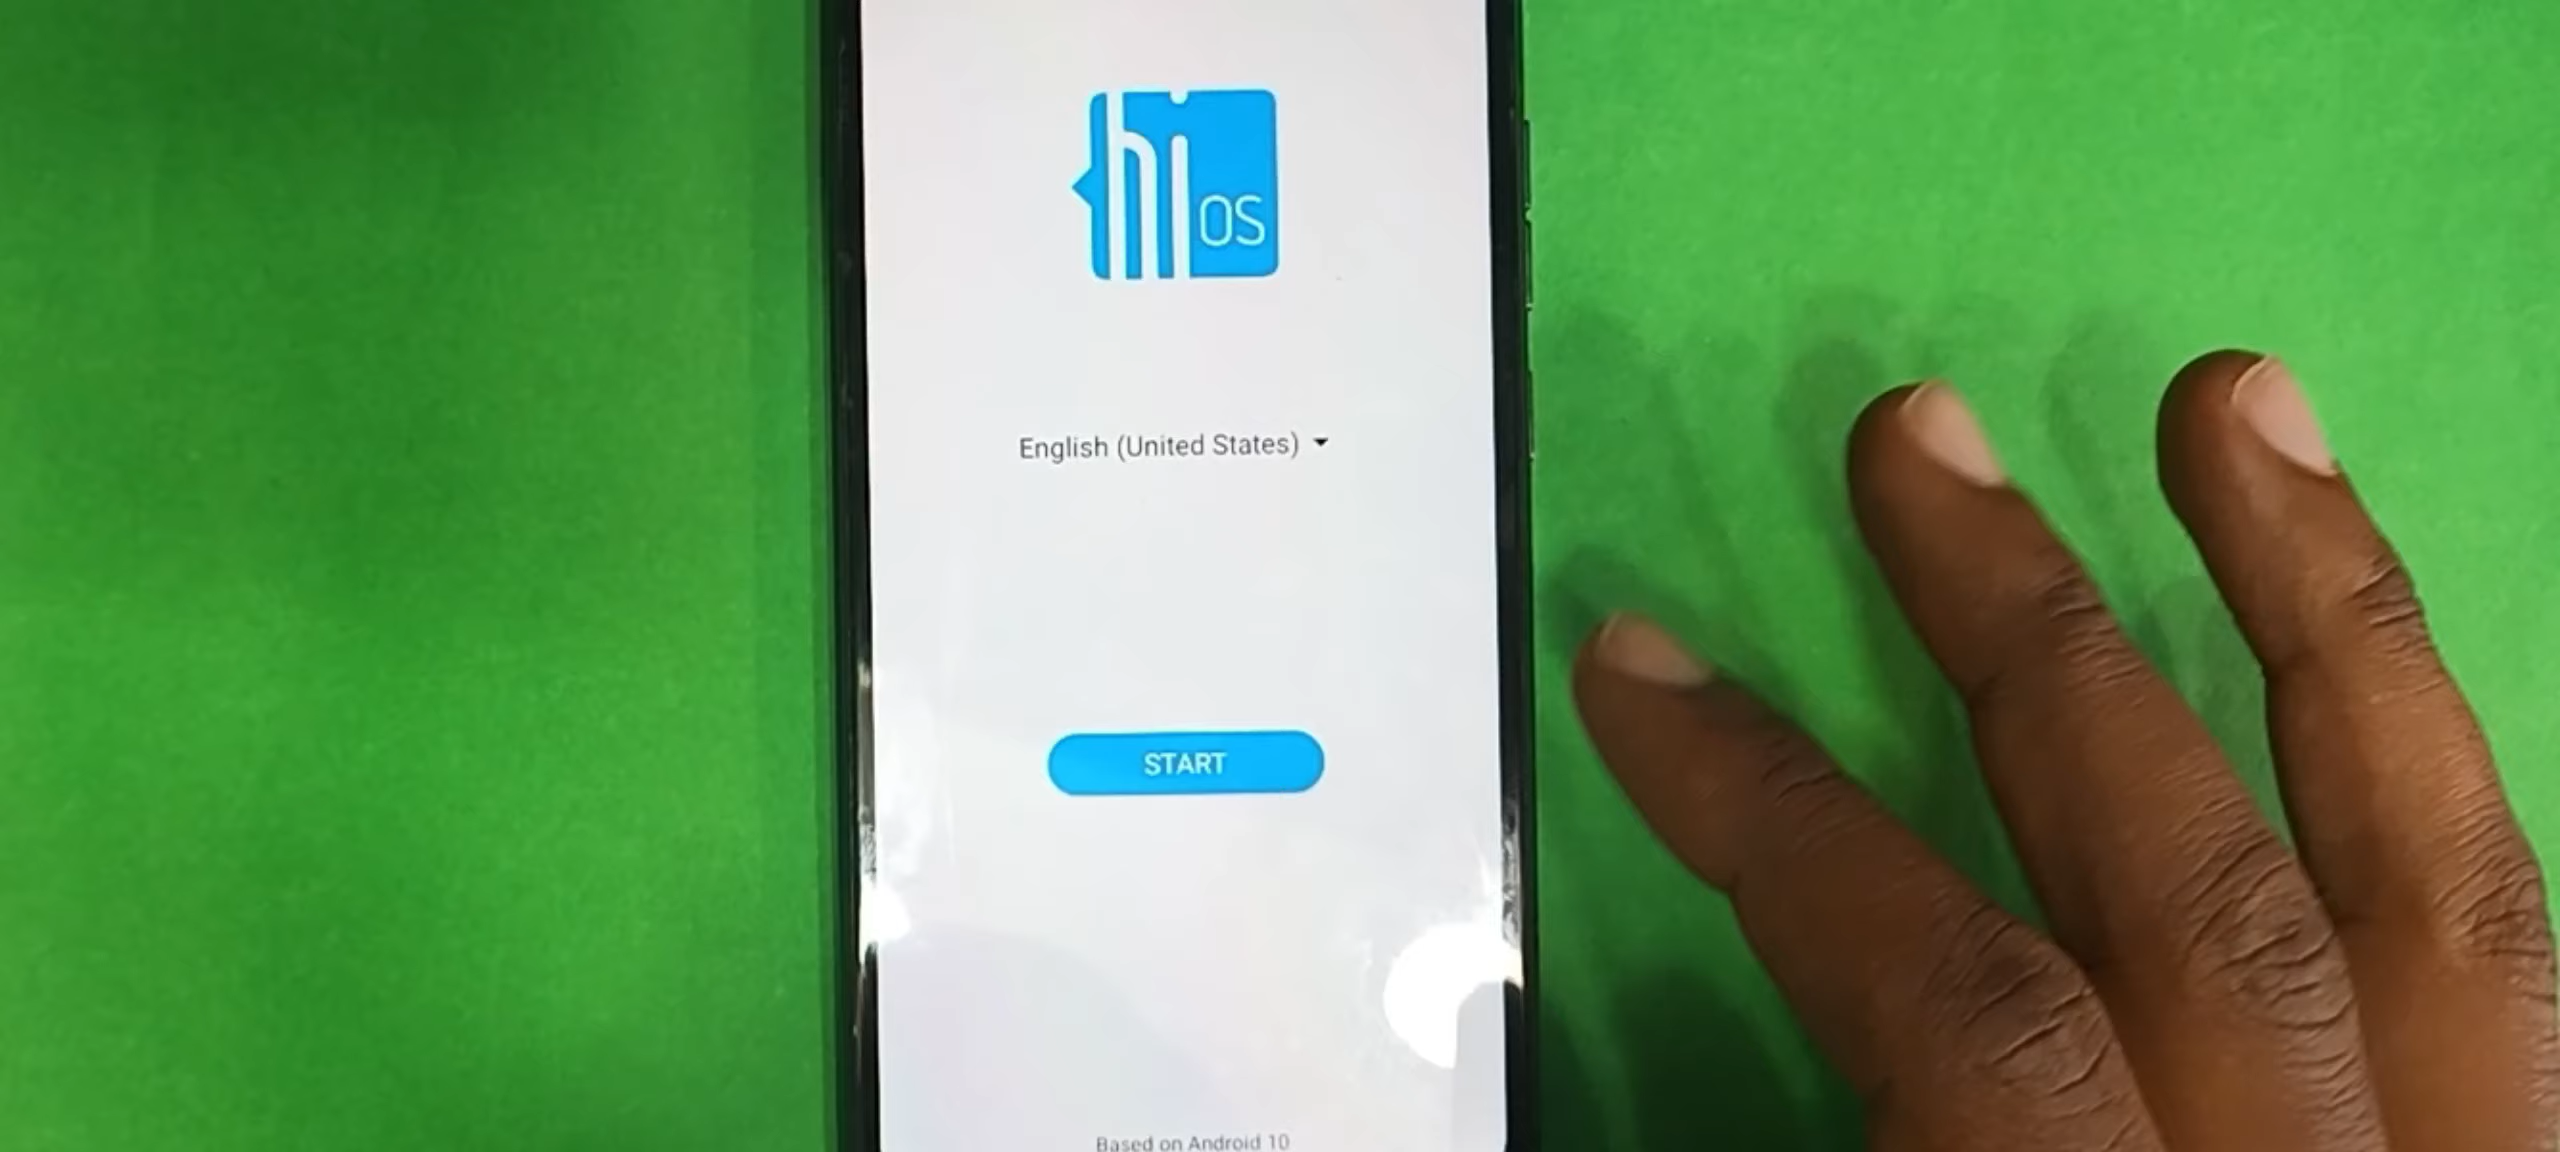 hi
OS
English (United States)
START
Based on Android 10